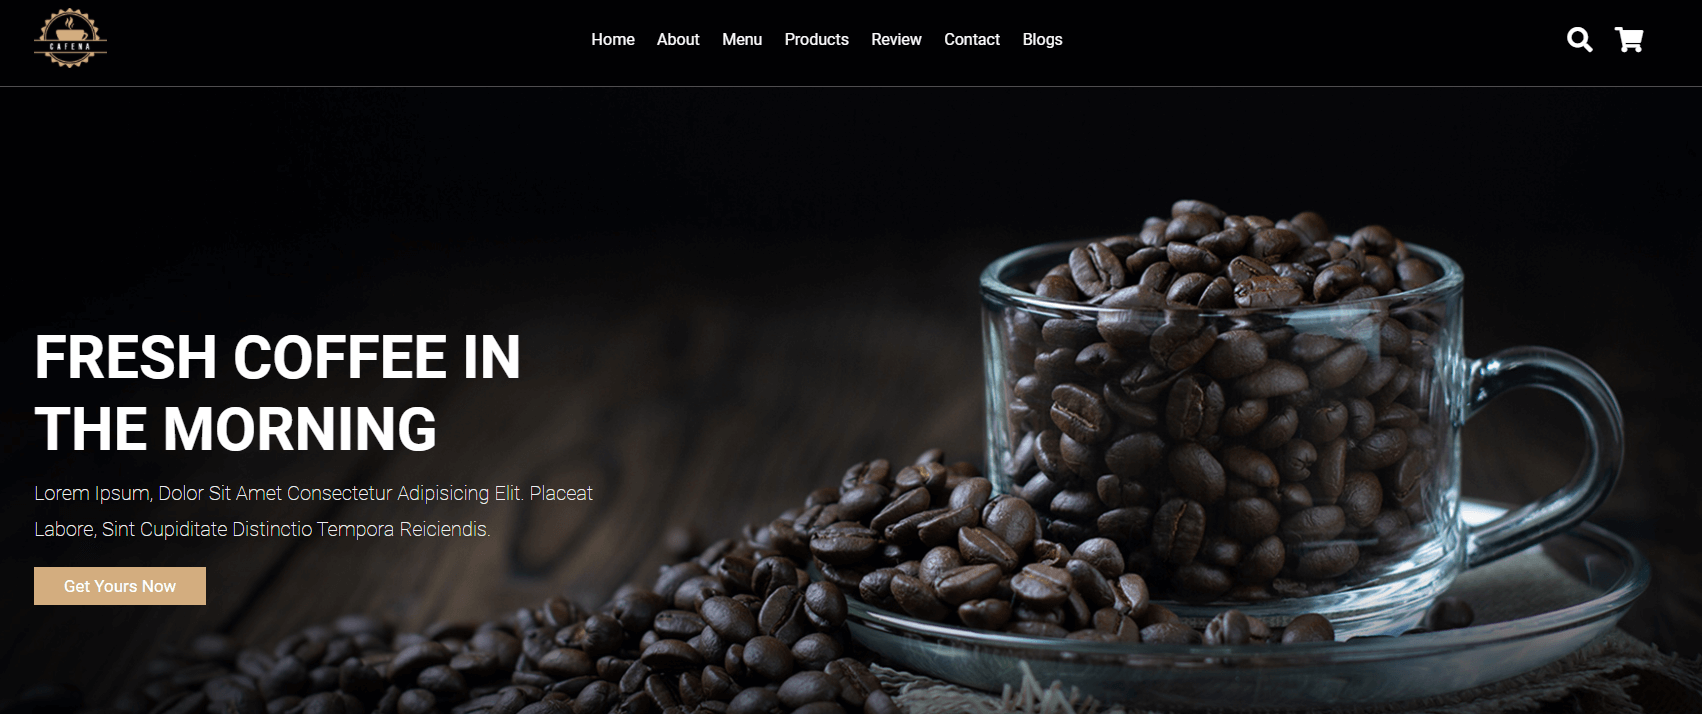 CAFENA
Home About Menu Products Review Contact Blogs
FRESH COFFEE IN
THE MORNING
Lorem Ipsum, Dolor Sit Amet Consectetur Adipisicing Elit. Placeat
Labore, Sint Cupiditate Distinctio Tempora Reiciendis.
Get Yours Now